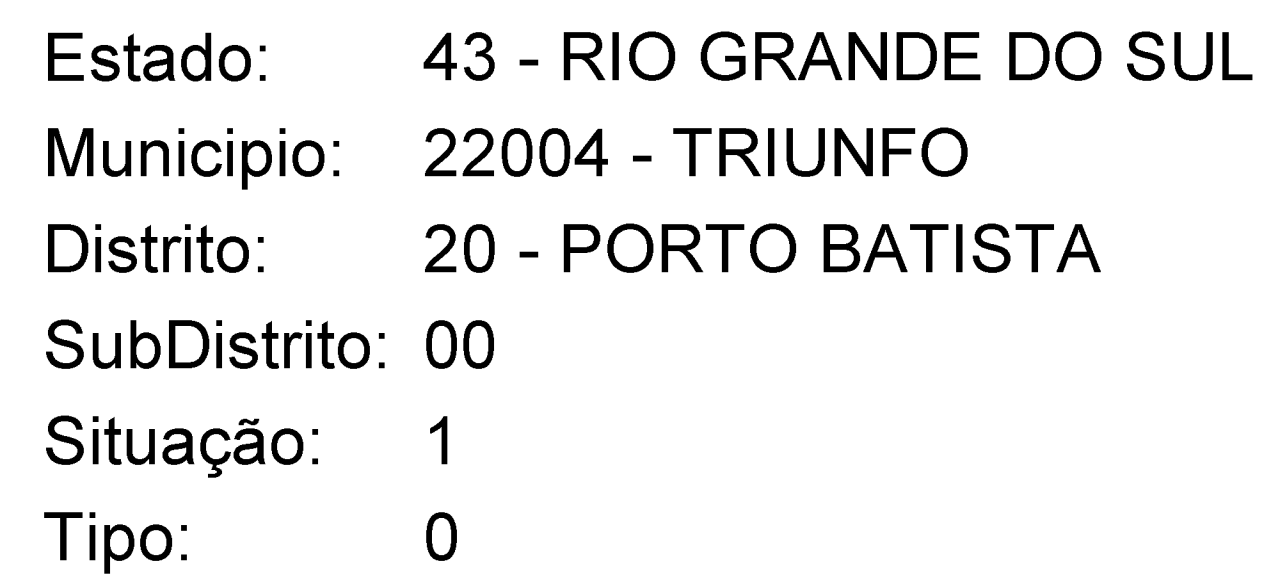 Estado: 43 - RIO GRANDE DO SUL
Municipio: 22004 - TRIUNFO
Distrito: 20 - PORTO BATISTA
SubDistrito: 00
Situação: 1
Tipo: 0